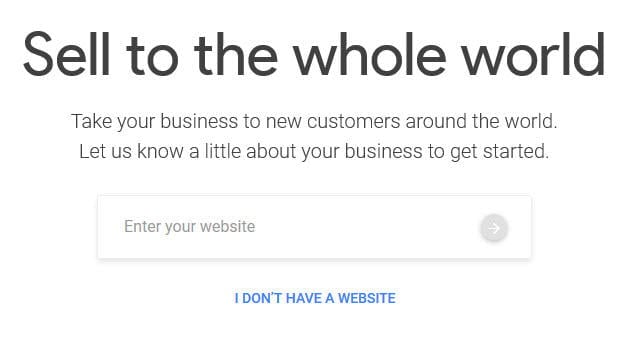 Sell to the whole world
Take your business to new customers around the world.
Let us know a little about your business to get started.
Enter your website
I DON'T HAVE A WEBSITE